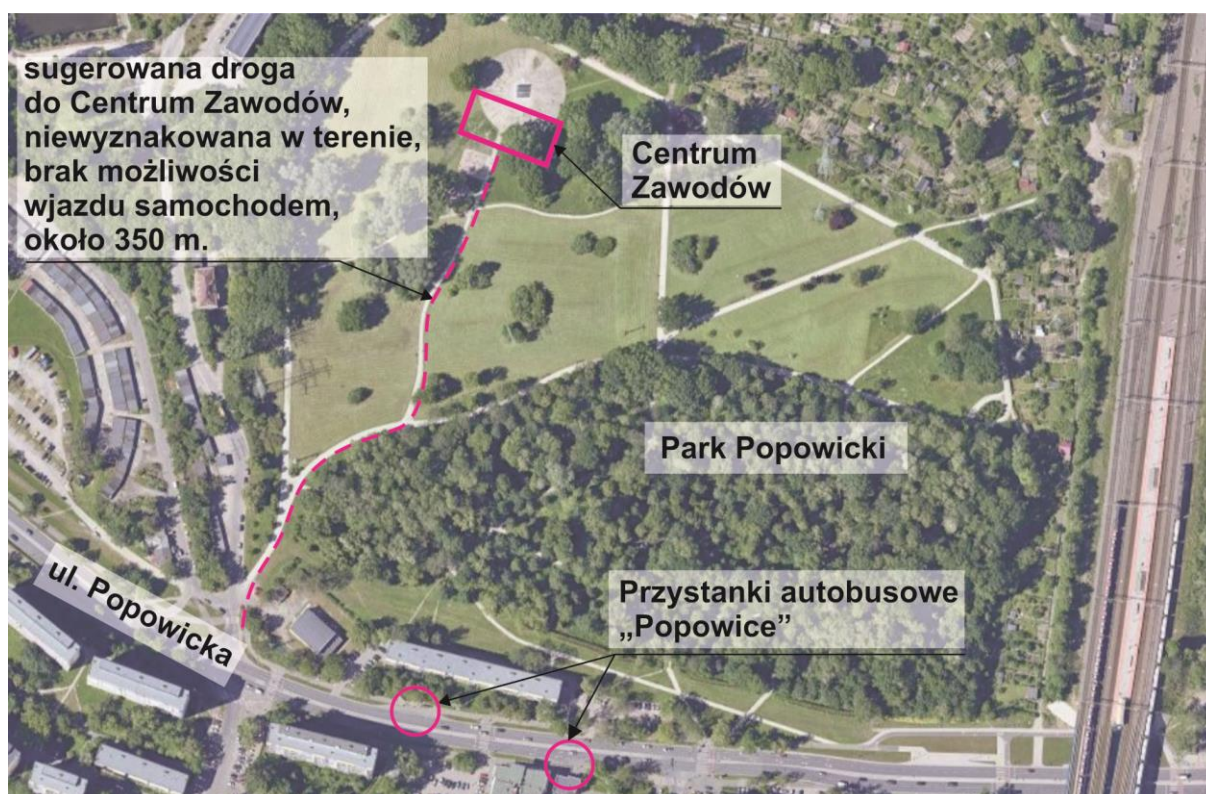 sugerowana droga
do Centrum Zawodów,
niewyznakowana w terenie,
brak możliwości
wjazdu samochodem,
około 350 m.
Centrum
Zawodów
Park Popowicki
Przystanki autobusowe
„Popowice”
ul. Popowicka